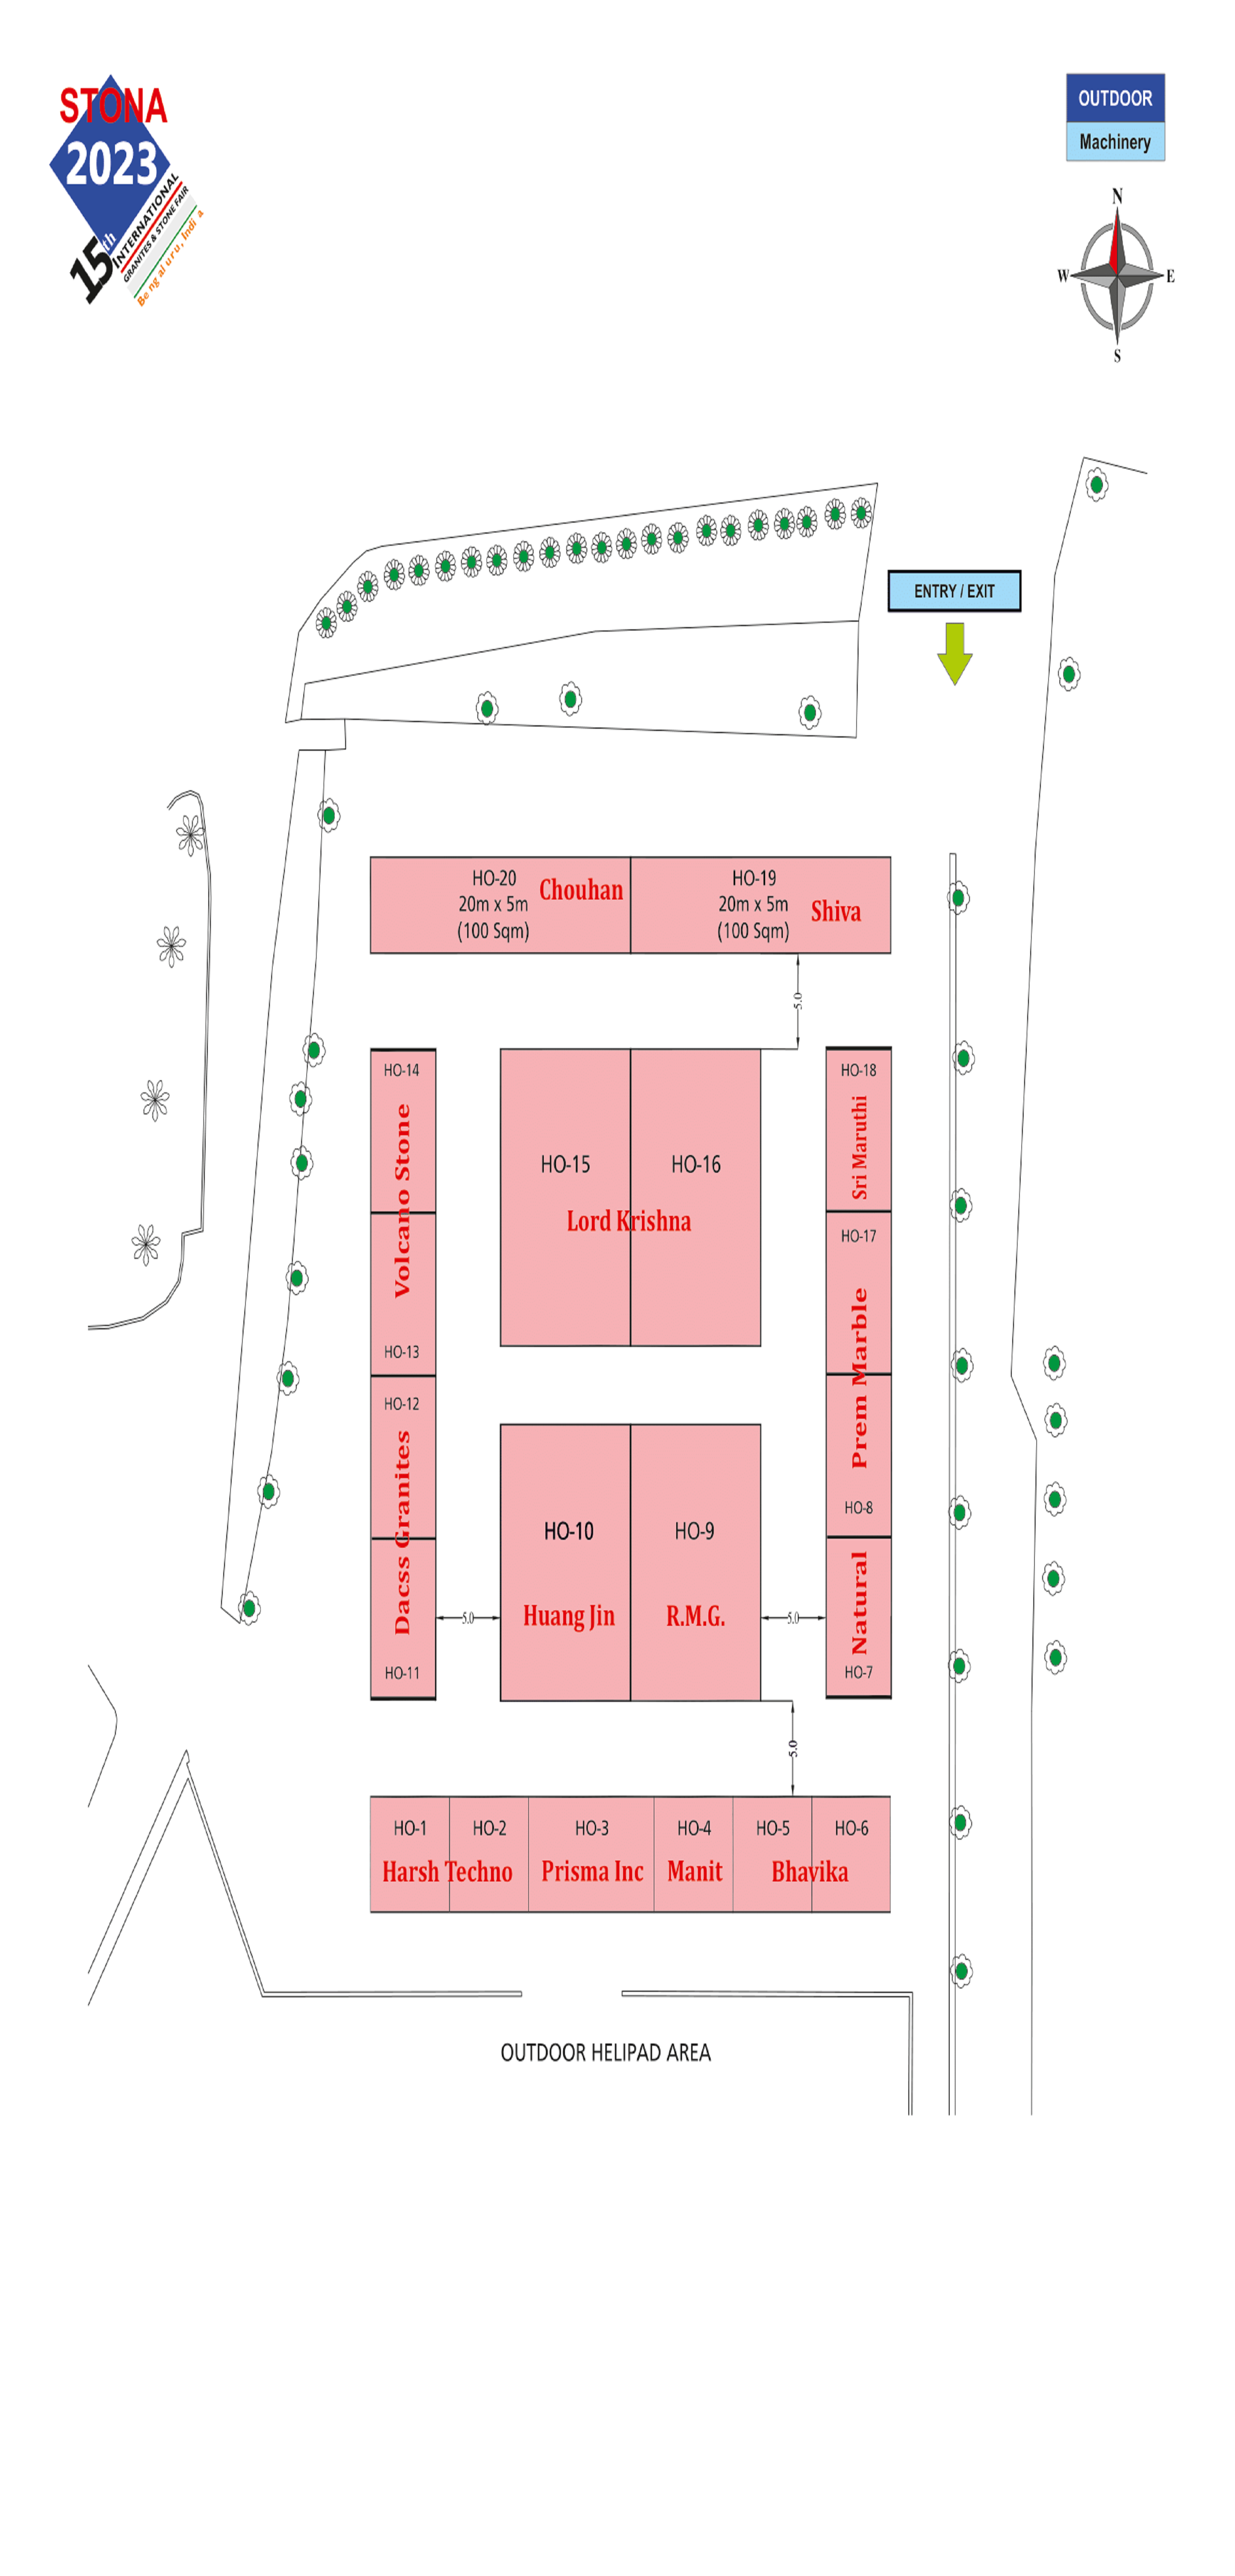 STONA
2023
15th
INTERNATIONAL
GRANITES & STONE FAIR
Bengaluru, India
OUTDOOR
Machinery
N
W
E
S
ENTRY / EXIT
HO-20
20m x 5m
(100 Sqm)
Chouhan
HO-19
20m x 5m
(100 Sqm)
Shiva
5.0
HO-14
Volcano Stone
HO-13
HO-15
HO-16
Lord Krishna
HO-18
Sri Maruthi
HO-17
Prem Marble
HO-8
HO-12
Dacss Granites
HO-11
5.0
HO-10
Huang Jin
HO-9
R.M.G.
5.0
Natural
HO-7
5.0
HO-1
HO-2
HO-3
HO-4
HO-5
HO-6
Harsh Techno
Prisma Inc
Manit
Bhavika
OUTDOOR HELIPAD AREA